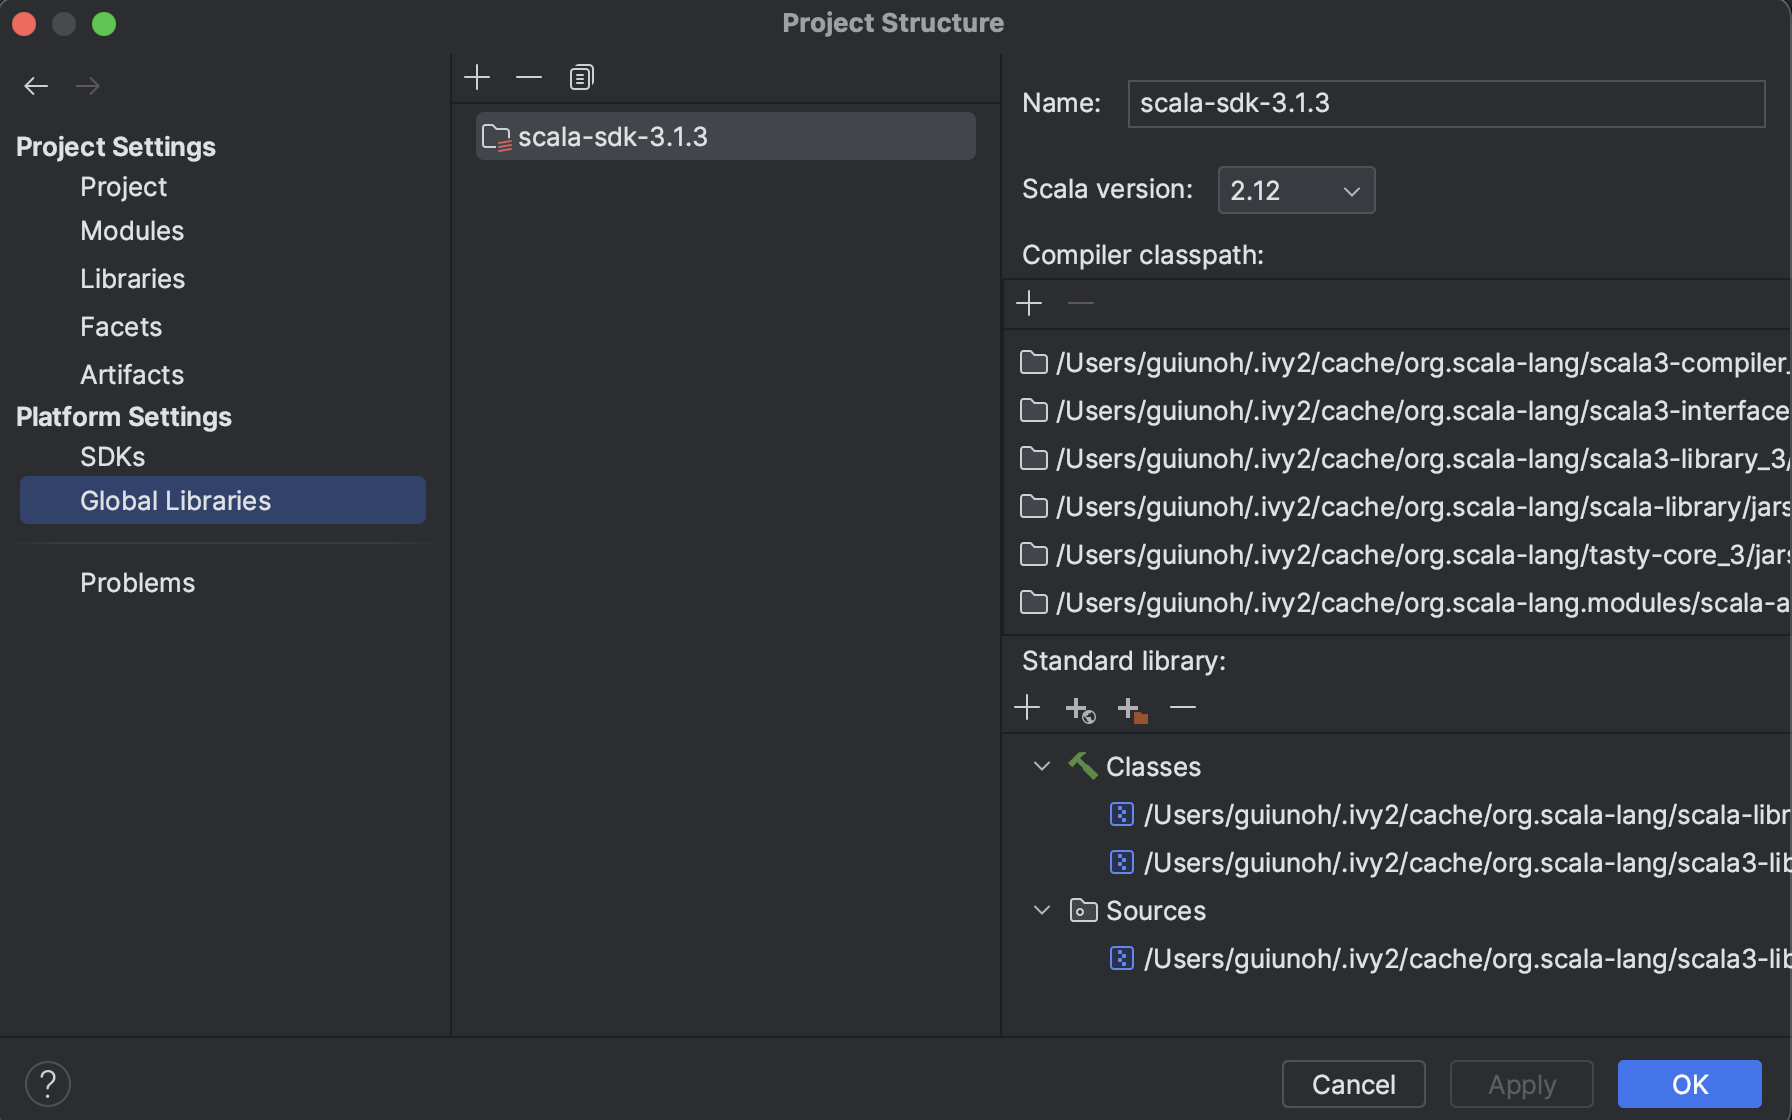 Project Structure
Project Settings
Project
Modules
Libraries
Facets
Artifacts
Platform Settings
SDKs
Global Libraries
Problems
scala-sdk-3.1.3
Name: scala-sdk-3.1.3
Scala version: 2.12
Compiler classpath:
/Users/guiunoh/.ivy2/cache/org.scala-lang/scala3-compiler_
/Users/guiunoh/.ivy2/cache/org.scala-lang/scala3-interface
/Users/guiunoh/.ivy2/cache/org.scala-lang/scala3-library_3/
/Users/guiunoh/.ivy2/cache/org.scala-lang/scala-library/jars
/Users/guiunoh/.ivy2/cache/org.scala-lang/tasty-core_3/jars
/Users/guiunoh/.ivy2/cache/org.scala-lang.modules/scala-a
Standard library:
Classes
/Users/guiunoh/.ivy2/cache/org.scala-lang/scala-libr
/Users/guiunoh/.ivy2/cache/org.scala-lang/scala3-lib
Sources
/Users/guiunoh/.ivy2/cache/org.scala-lang/scala3-lib
?
Cancel
Apply
OK